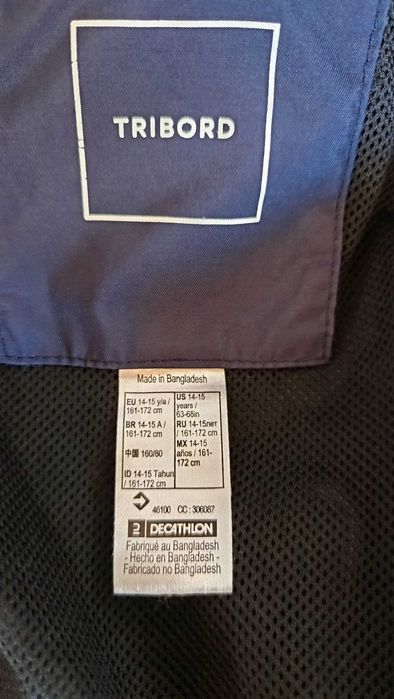 TRIBORD
Made in Bangladesh
EU 14-15 y/a /
161-172 cm
BR 14-15 A /
161-172 cm
中国 160/80
ID 14-15 Tahun
/ 161-172 cm
US 14-15
years /
63-68in
RU 14-15лет
/ 161-172 cm
MX 14-15
años / 161-
172 cm
46100 CC: 306087
DECATHLON
Fabriqué au Bangladesh
- Hecho en Bangladesh -
Fabricado no Bangladesh